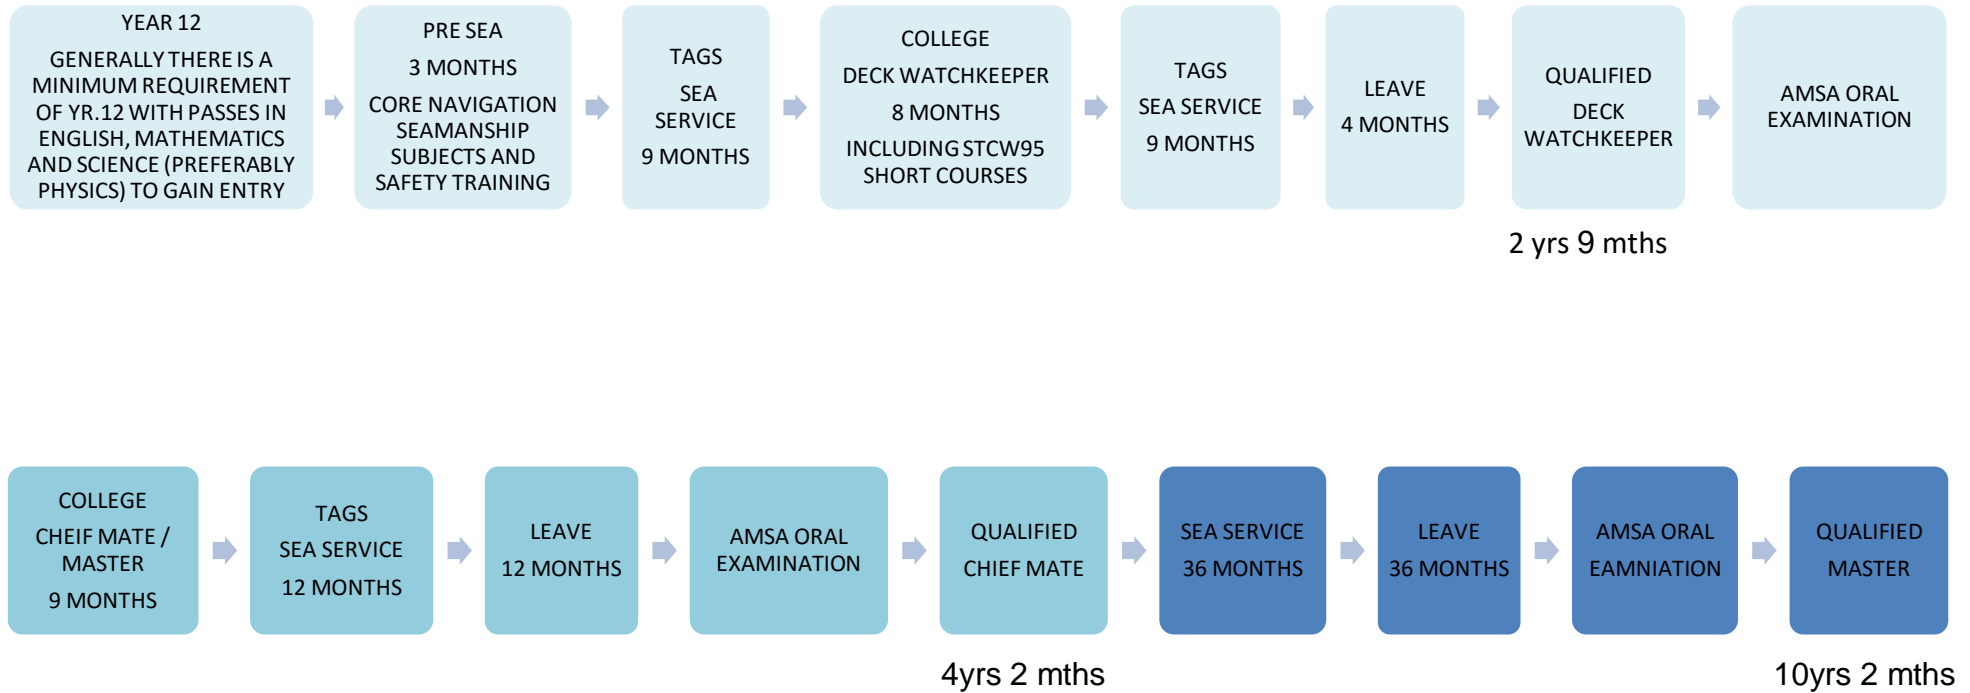 YEAR 12
GENERALLY THERE IS A
MINIMUM REQUIREMENT
OF YR.12 WITH PASSES IN
ENGLISH, MATHEMATICS
AND SCIENCE (PREFERABLY
PHYSICS) TO GAIN ENTRY
PRE SEA
3 MONTHS
CORE NAVIGATION
SEAMANSHIP
SUBJECTS AND
SAFETY TRAINING
TAGS
SEA
SERVICE
9 MONTHS
COLLEGE
DECK WATCHKEEPER
8 MONTHS
INCLUDING STCW95
SHORT COURSES
TAGS
SEA SERVICE
9 MONTHS
LEAVE
4 MONTHS
QUALIFIED
DECK
WATCHKEEPER
AMSA ORAL
EXAMINATION
2 yrs 9 mths
COLLEGE
CHEIF MATE /
MASTER
9 MONTHS
TAGS
SEA SERVICE
12 MONTHS
LEAVE
12 MONTHS
AMSA ORAL
EXAMINATION
QUALIFIED
CHIEF MATE
SEA SERVICE
36 MONTHS
LEAVE
36 MONTHS
AMSA ORAL
EAMNIATION
QUALIFIED
MASTER
4yrs 2 mths
10yrs 2 mths